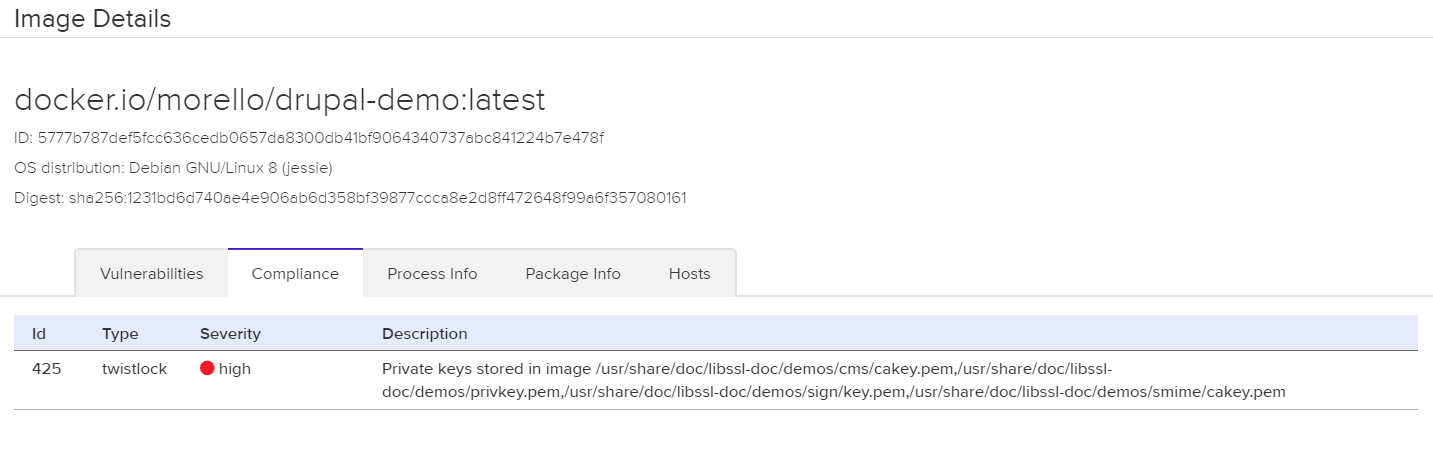 Image Details
docker.io/morello/drupal-demo:latest
ID: 5777b787def5fcc636cedb0657da8300db41bf9064340737abc841224b7e478f
OS distribution: Debian GNU/Linux 8 (jessie)
Digest: sha256:1231bd6d740ae4e906ab6d358bf39877ccca8e2d8ff472648f99a6f357080161
Vulnerabilities Compliance Process Info Package Info Hosts
Id Type Severity Description
425 twistlock high Private keys stored in image /usr/share/doc/libssl-doc/demos/cms/cakey.pem,/usr/share/doc/libssl-
doc/demos/privkey.pem,/usr/share/doc/libssl-doc/demos/sign/key.pem,/usr/share/doc/libssl-doc/demos/smime/cakey.pem